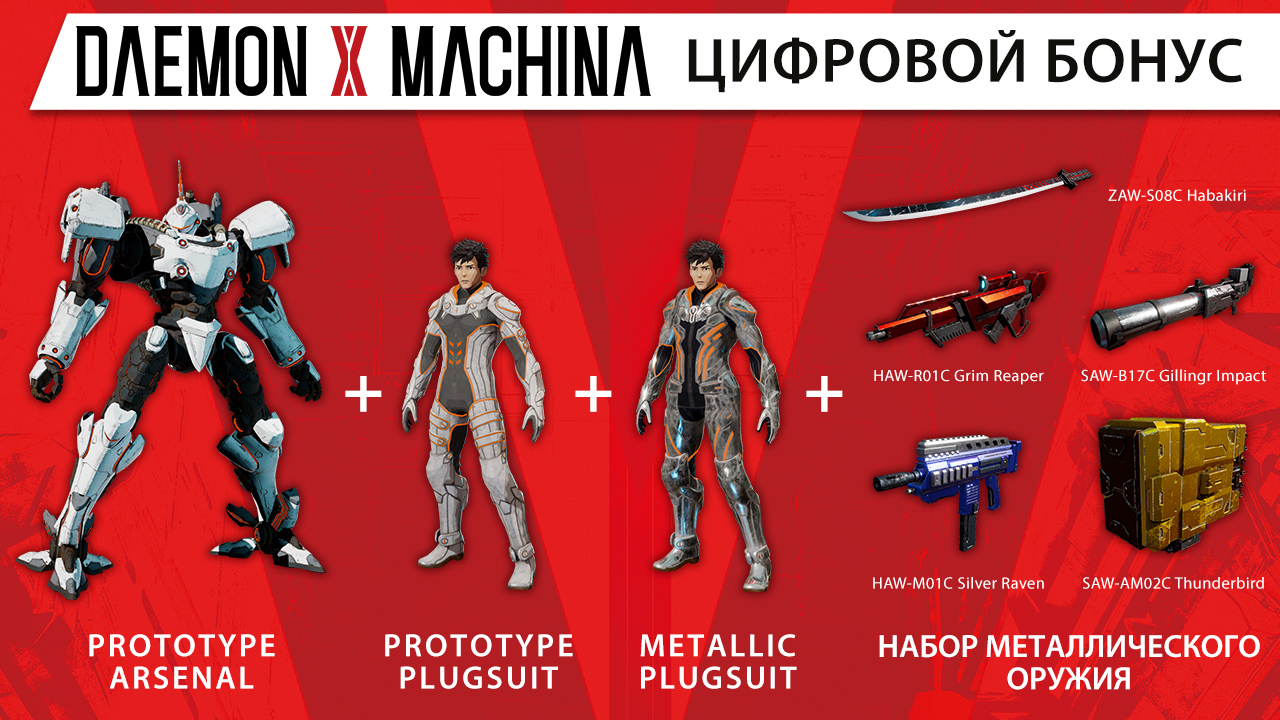 DAEMON X MACHINA ЦИФРОВОЙ БОНУС
ZAW-S08C Habakiri
HAW-R01C Grim Reaper
SAW-B17C Gillingr Impact
HAW-M01C Silver Raven
SAW-AM02C Thunderbird
PROTOTYPE
ARSENAL
+
PROTOTYPE
PLUGSUIT
+
METALLIC
PLUGSUIT
+
НАБОР МЕТАЛЛИЧЕСКОГО
ОРУЖИЯ